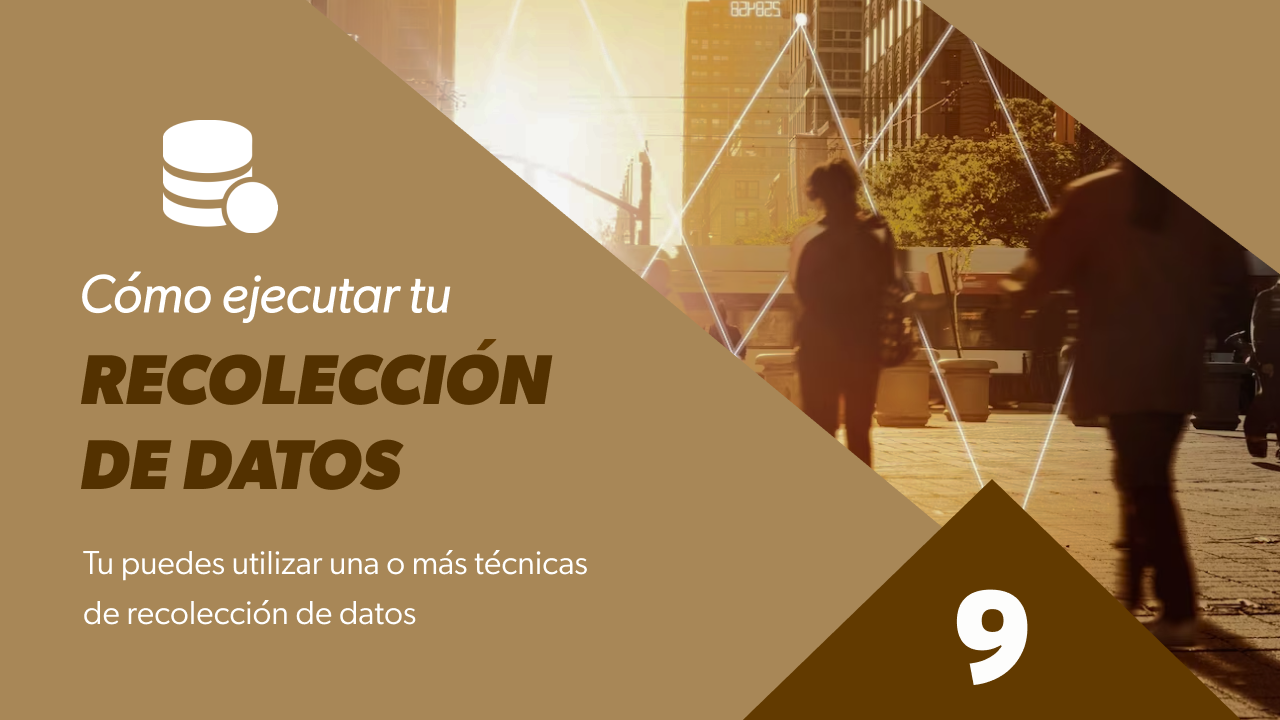 Cómo ejecutar tu
RECOLECCIÓN
DE DATOS
Tu puedes utilizar una o más técnicas
de recolección de datos
9